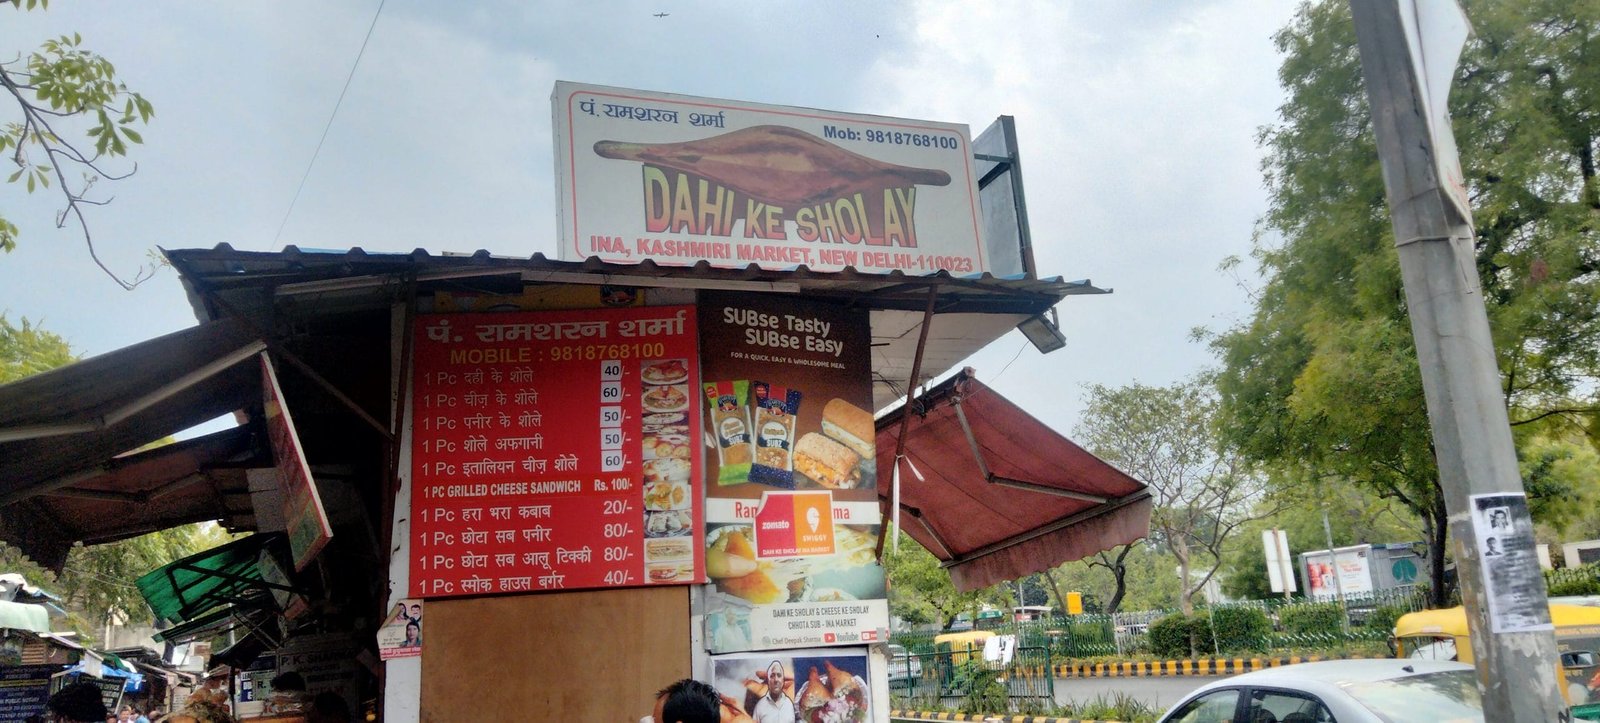 पं. रामशरन शर्मा
Mob: 9818768100
DAHI KE SHOLAY
INA, KASHMIRI MARKET, NEW DELHI-110023
पं. रामशरन शर्मा
MOBILE : 9818768100
1 Pc दही के शोले 40/-
1 Pc चीज़ के शोले 60/-
1 Pc पनीर के शोले 50/-
1 Pc शोले अफगानी 50/-
1 Pc इतालियन चीज़ शोले 60/-
1 PC GRILLED CHEESE SANDWICH Rs. 100/-
1 Pc हरा भरा कबाब 20/-
1 Pc छोटा सब पनीर 80/-
1 Pc छोटा सब आलू टिक्की 80/-
1 Pc स्मोक हाउस बर्गर 40/-
SUBse Tasty
SUBse Easy
FOR A QUICK, EASY & WHOLESOME MEAL
zomato
SWIGGY
DAHI KE SHOLAY INA MARKET
DAHI KE SHOLAY & CHEESE KE SHOLAY
CHHOTA SUB - INA MARKET
Chef Deepak Sharma YouTube